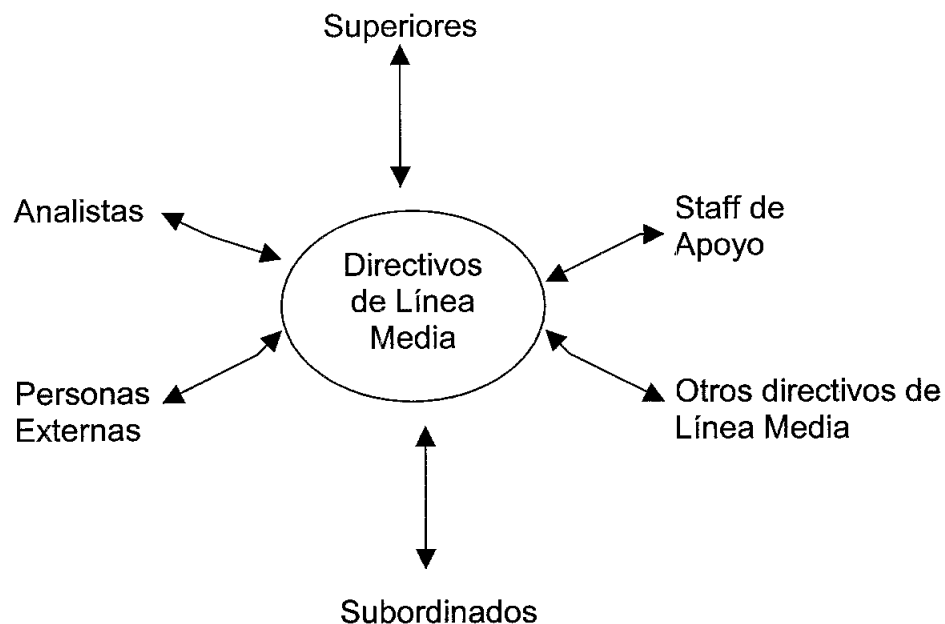 Superiores
Analistas
Staff de
Apoyo
Directivos
de Línea
Media
Personas
Externas
Otros directivos de
Línea Media
Subordinados